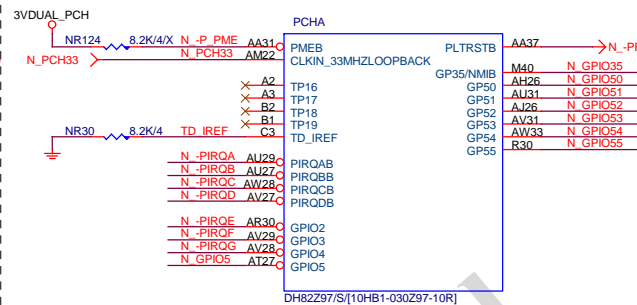 3VDUAL_PCH
PCHA
NR124 8.2K/4/X N_-P_PME AA31 PMEB PLTRSTB AA37 N_-PF
N_PCH33 N_PCH33 AM22 CLKIN_33MHZLOOPBACK
GP35/NMIB M40 N_GPIO35
A2 TP16 GP50 AH26 N_GPIO50
A3 TP17 GP51 AU31 N_GPIO51
B2 TP18 GP52 AJ26 N_GPIO52
B1 TP19 GP53 AV31 N_GPIO53
NR30 8.2K/4 TD_IREF C3 TD_IREF GP54 AW33 N_GPIO54
GP55 R30 N_GPIO55
N_-PIRQA AU29 PIRQAB
N_-PIRQB AU27 PIRQBB
N_-PIRQC AW28 PIRQCB
N_-PIRQD AV27 PIRQDB
N_-PIRQE AR30 GPIO2
N_-PIRQF AV29 GPIO3
N_-PIRQG AV28 GPIO4
N_GPIO5 AT27 GPIO5
DH82Z97/S/[10HB1-030Z97-10R]